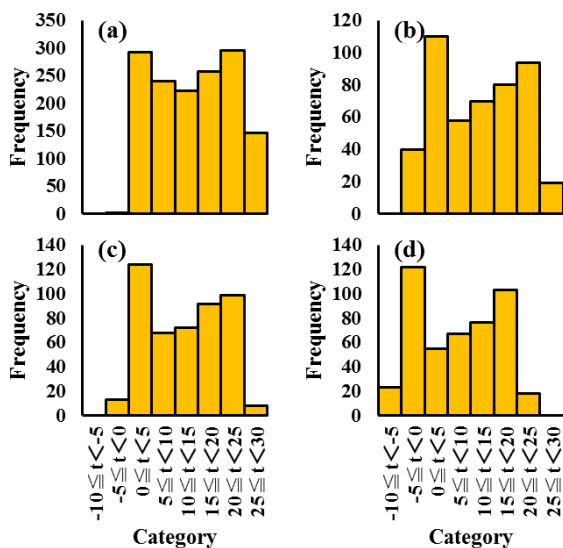 (a)
Frequency
350
300
250
200
150
100
50
0
(b)
Frequency
120
100
80
60
40
20
0
(c)
Frequency
140
120
100
80
60
40
20
0
-10≦t<-5
-5≦t<0
0≦t<5
5≦t<10
10≦t<15
15≦t<20
20≦t<25
25≦t<30
Category
(d)
Frequency
140
120
100
80
60
40
20
0
-10≦t<-5
-5≦t<0
0≦t<5
5≦t<10
10≦t<15
15≦t<20
20≦t<25
25≦t<30
Category